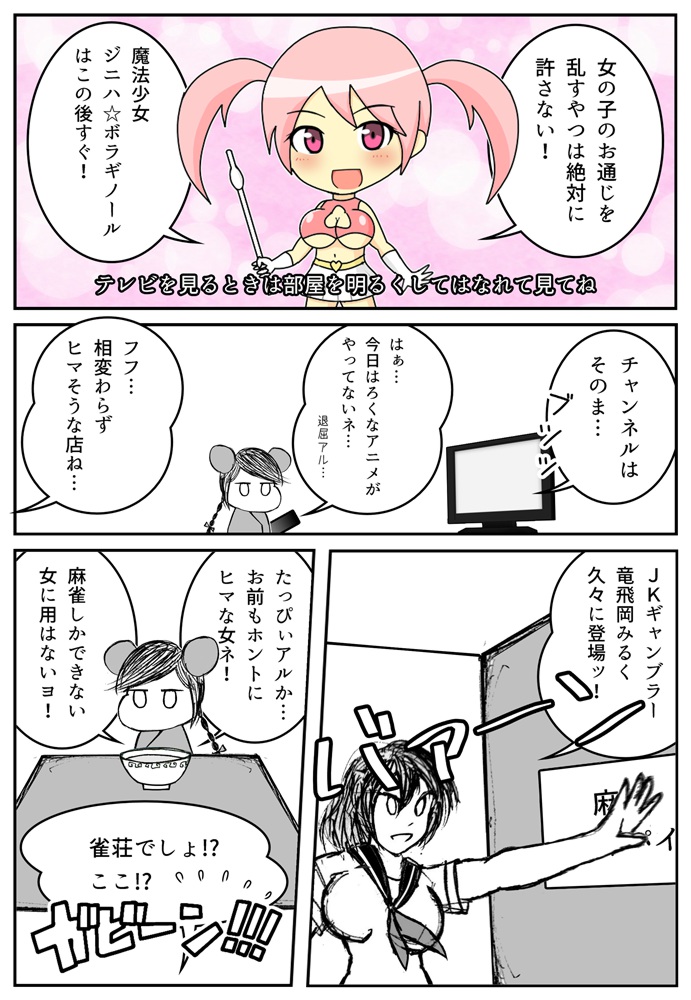 女の子のお通じを
乱すやつは絶対に
許さない！
魔法少女
ジニハ☆ボラギノール
はこの後すぐ！
テレビを見るときは部屋を明るくしてはなれて見てね
チャンネルは
そのま…
ブツッ
はぁ…
今日はろくなアニメが
やってないネ…
退屈アル…
フフ…
相変わらず
ヒマそうな店ね…
ＪＫギャンブラー
竜飛岡みるく
久々に登場ッ！
じァーーン
麻
パイ
たっぴぃアルか…
お前もホントに
ヒマな女ネ！
麻雀しかできない
女に用はないヨ！
雀荘でしょ!?
ここ!?
ガビーン!!!